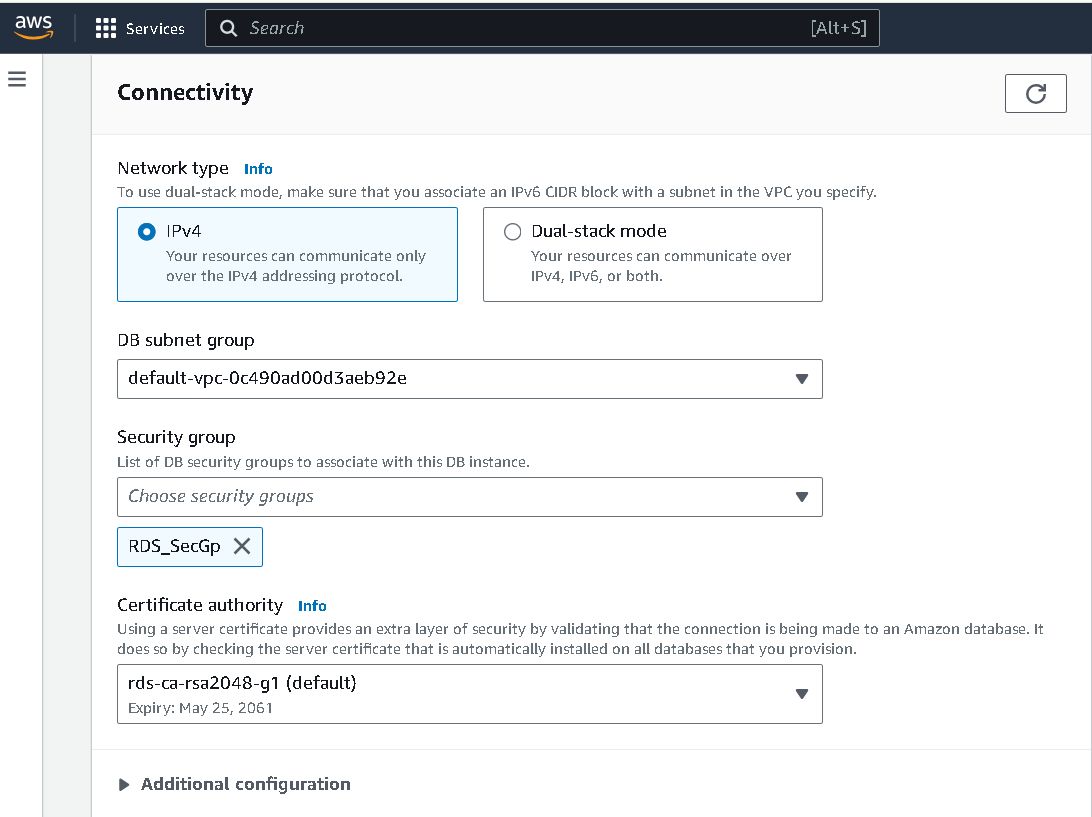 aws
Services
Search
[Alt+S]
Connectivity
Network type Info
To use dual-stack mode, make sure that you associate an IPv6 CIDR block with a subnet in the VPC you specify.
IPv4
Your resources can communicate only
over the IPv4 addressing protocol.
Dual-stack mode
Your resources can communicate over
IPv4, IPv6, or both.
DB subnet group
default-vpc-0c490ad00d3aeb92e
Security group
List of DB security groups to associate with this DB instance.
Choose security groups
RDS_SecGp
Certificate authority Info
Using a server certificate provides an extra layer of security by validating that the connection is being made to an Amazon database. It
does so by checking the server certificate that is automatically installed on all databases that you provision.
rds-ca-rsa2048-g1 (default)
Expiry: May 25, 2061
Additional configuration